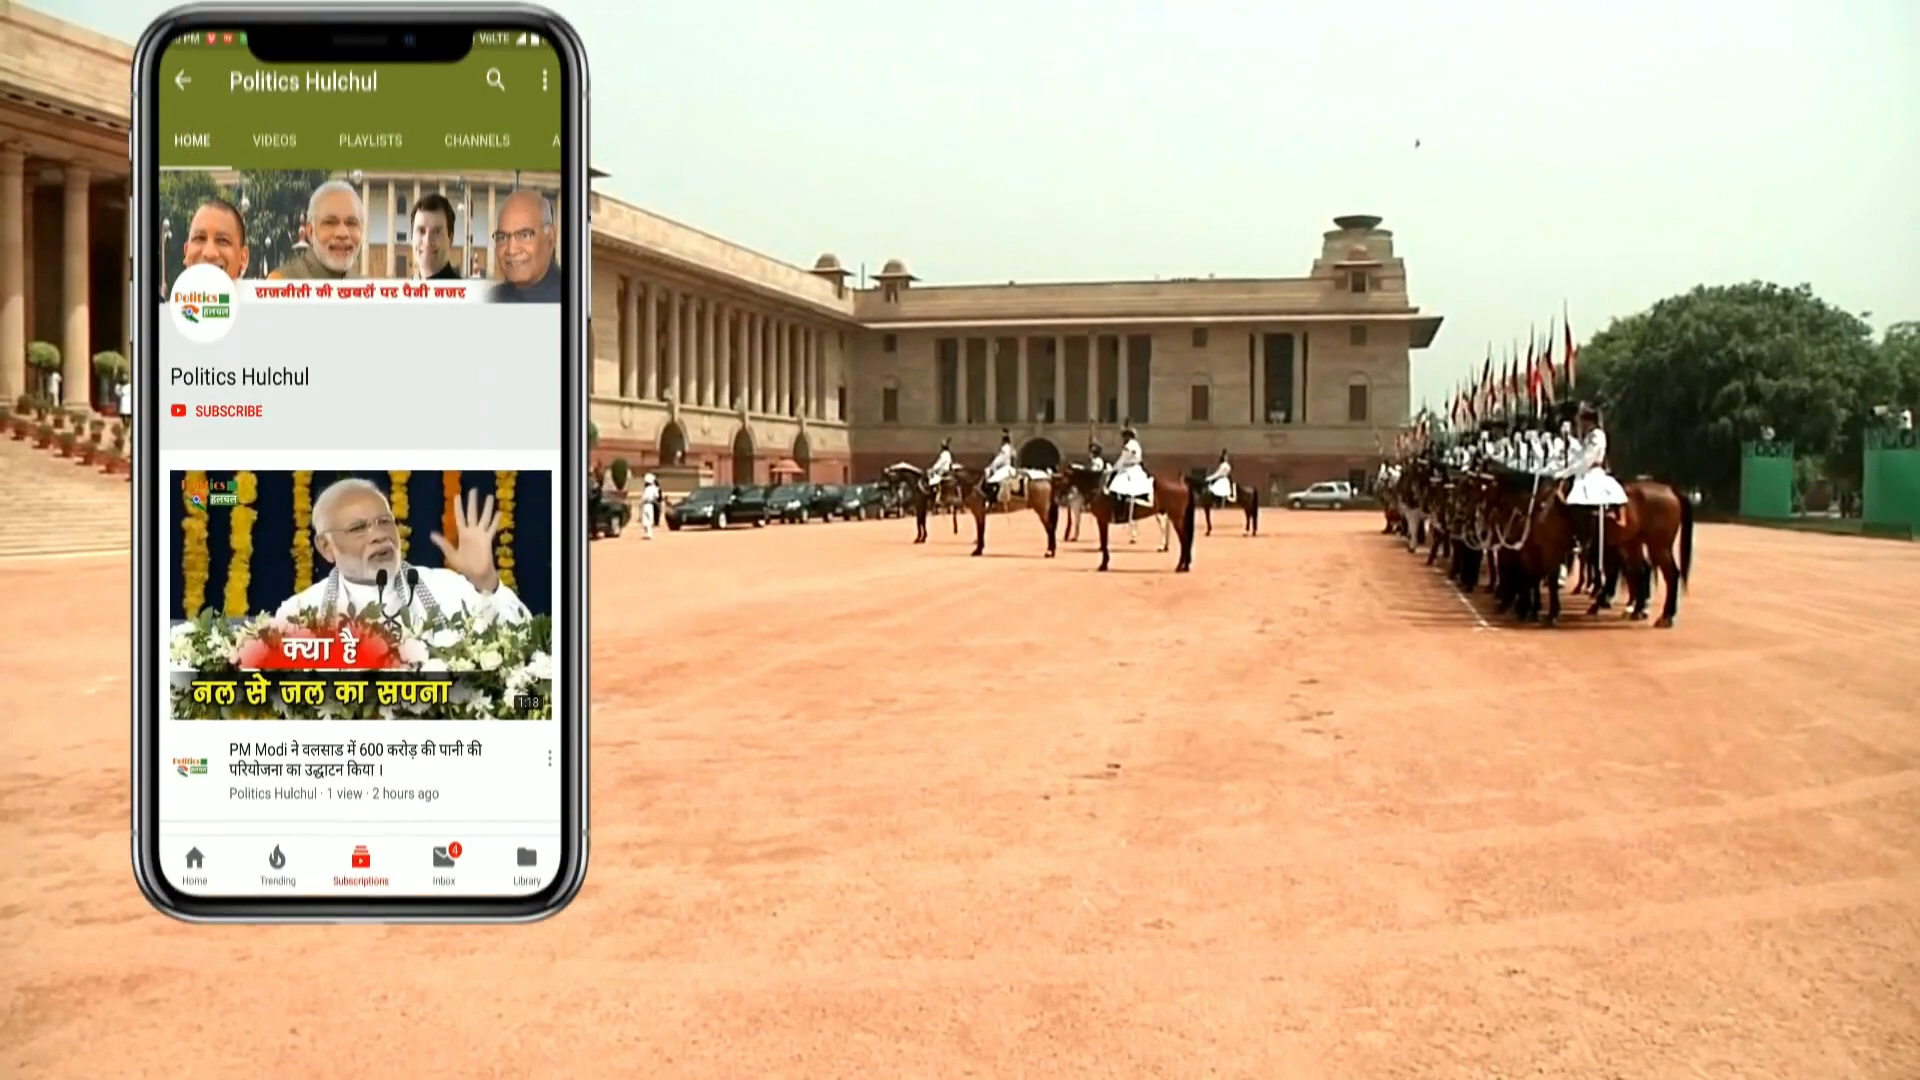 PM
VoLTE
Politics Hulchul
HOME VIDEOS PLAYLISTS CHANNELS A
राजनीती की खबरों पर पैनी नजर
Politics
हलचल
Politics Hulchul
SUBSCRIBE
Politics
हलचल
क्या है
नल से जल का सपना
1:18
Politics
PM Modi ने वलसाड में 600 करोड़ की पानी की
परियोजना का उद्घाटन किया ।
Politics Hulchul · 1 view · 2 hours ago
4
Home Trending Subscriptions Inbox Library